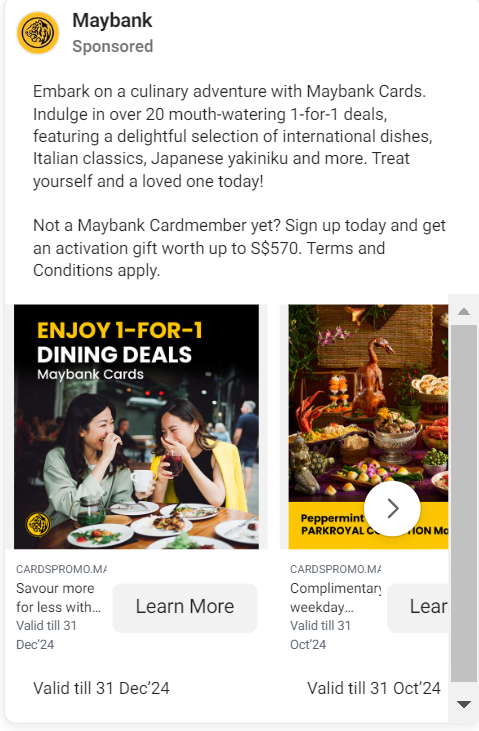 Maybank
Sponsored
Embark on a culinary adventure with Maybank Cards.
Indulge in over 20 mouth-watering 1-for-1 deals,
featuring a delightful selection of international dishes,
Italian classics, Japanese yakiniku and more. Treat
yourself and a loved one today!
Not a Maybank Cardmember yet? Sign up today and get
an activation gift worth up to S$570. Terms and
Conditions apply.
ENJOY 1-FOR-1
DINING DEALS
Maybank Cards
CARDSPROMO.MA
Savour more
for less with...
Valid till 31
Dec'24
Learn More
Valid till 31 Dec'24
Peppermint
PARKROYAL Ma
CARDSPROMO.MA
Complimentary
weekday...
Valid till 31
Oct'24
Lear
Valid till 31 Oct'24